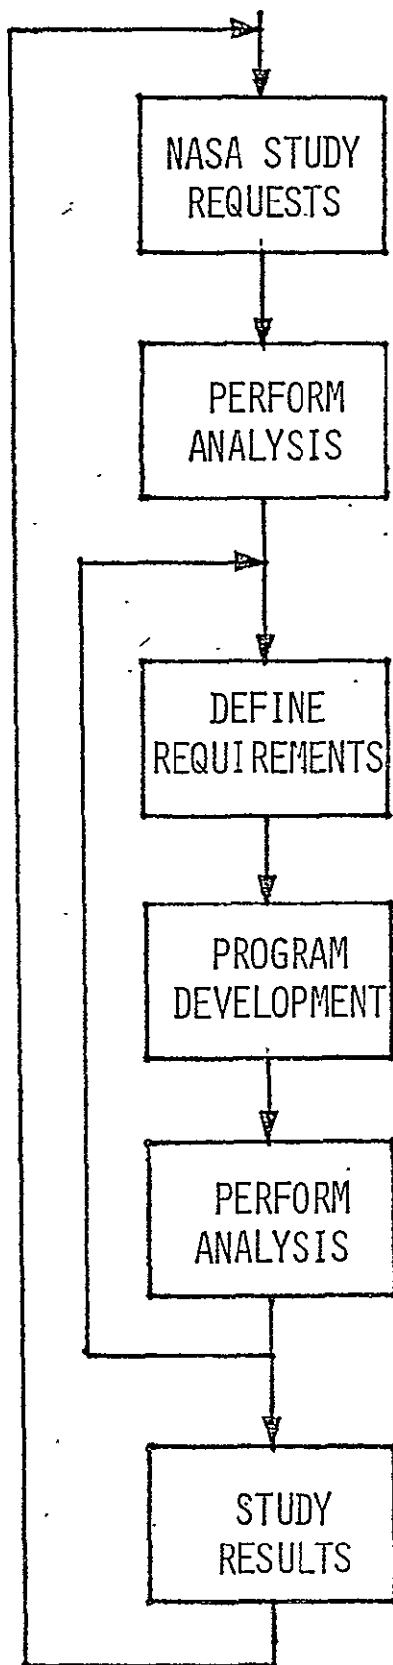 NASA STUDY
REQUESTS
PERFORM
ANALYSIS
DEFINE
REQUIREMENTS
PROGRAM
DEVELOPMENT
PERFORM
ANALYSIS
STUDY
RESULTS